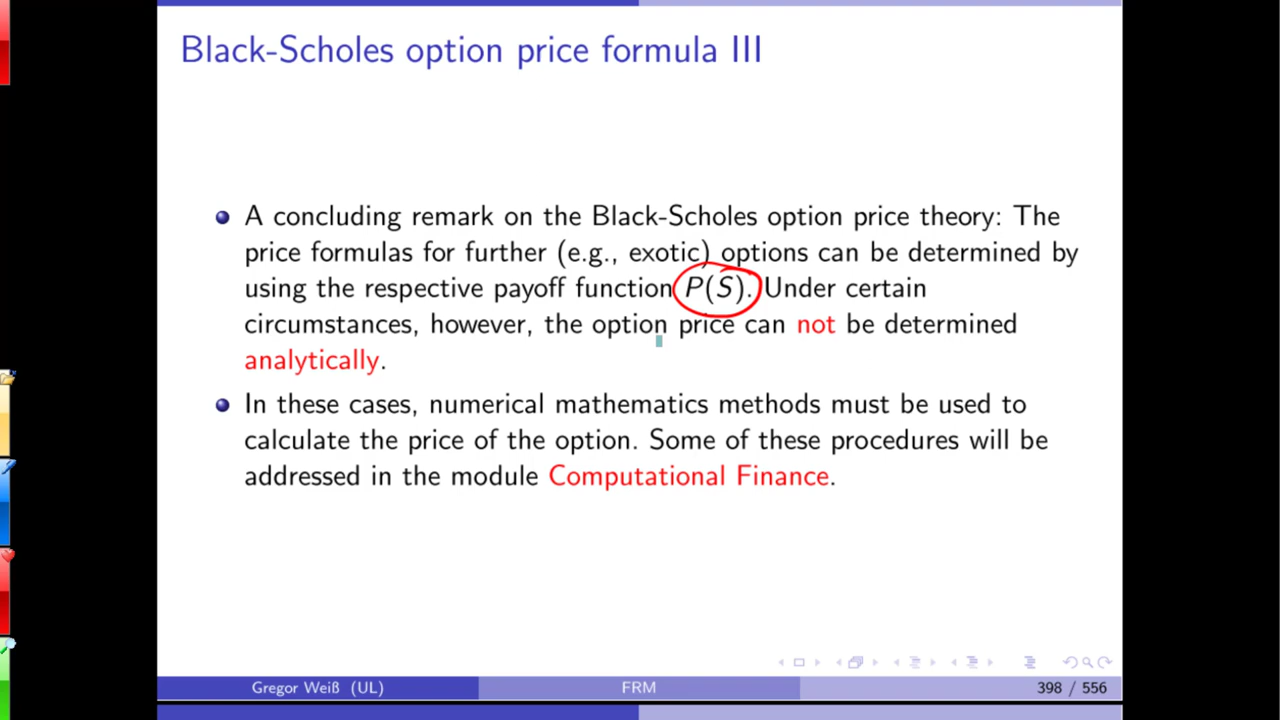 Black-Scholes option price formula III
A concluding remark on the Black-Scholes option price theory: The
price formulas for further (e.g., exotic) options can be determined by
using the respective payoff function P(S). Under certain
circumstances, however, the option price can not be determined
analytically.
In these cases, numerical mathematics methods must be used to
calculate the price of the option. Some of these procedures will be
addressed in the module Computational Finance.
Gregor Weiß (UL) FRM 398 / 556